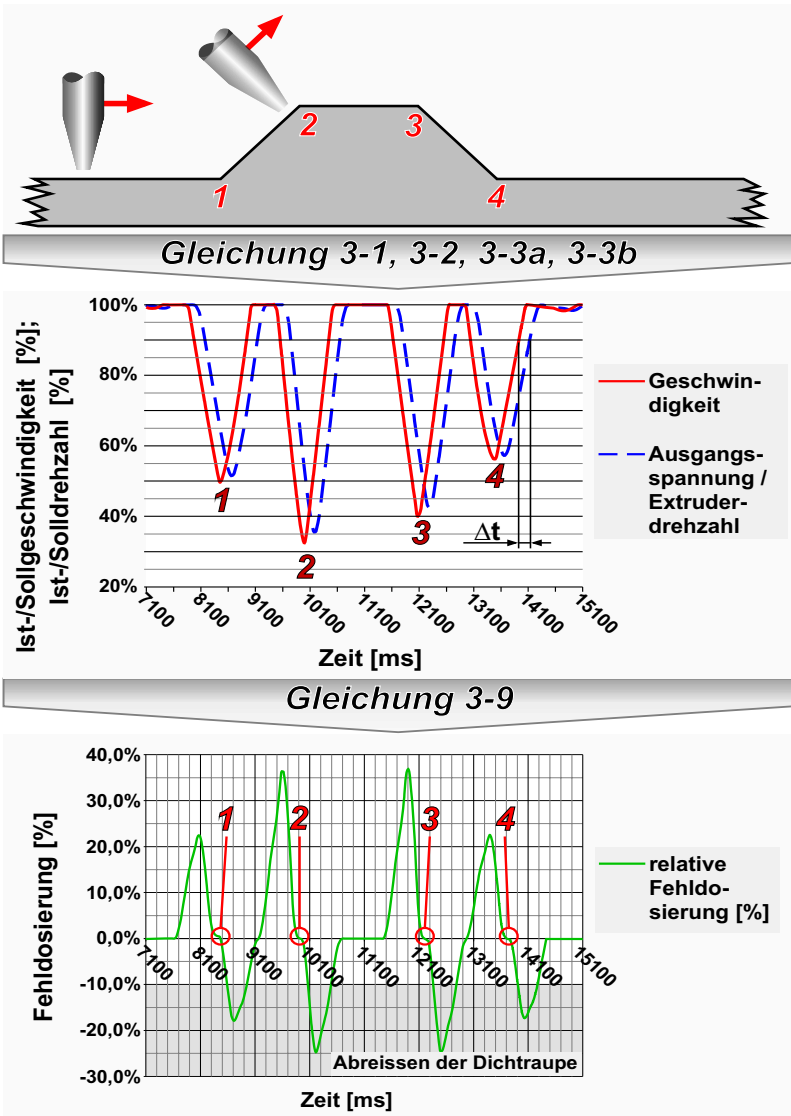 2
3
1
4
Gleichung 3-1, 3-2, 3-3a, 3-3b
Ist-/Sollgeschwindigkeit [%];
Ist-/Solldrehzahl [%]
100%
80%
60%
40%
20%
1
2
3
4
Δt
7100
8100
9100
10100
11100
12100
13100
14100
15100
Zeit [ms]
Geschwin-
digkeit
Ausgangs-
spannung /
Extruder-
drehzahl
Gleichung 3-9
Fehldosierung [%]
40,0%
30,0%
20,0%
10,0%
0,0%
-10,0%
-20,0%
-30,0%
1
2
3
4
7100
8100
9100
10100
11100
12100
13100
14100
15100
Abreissen der Dichtraupe
Zeit [ms]
relative
Fehldo-
sierung [%]